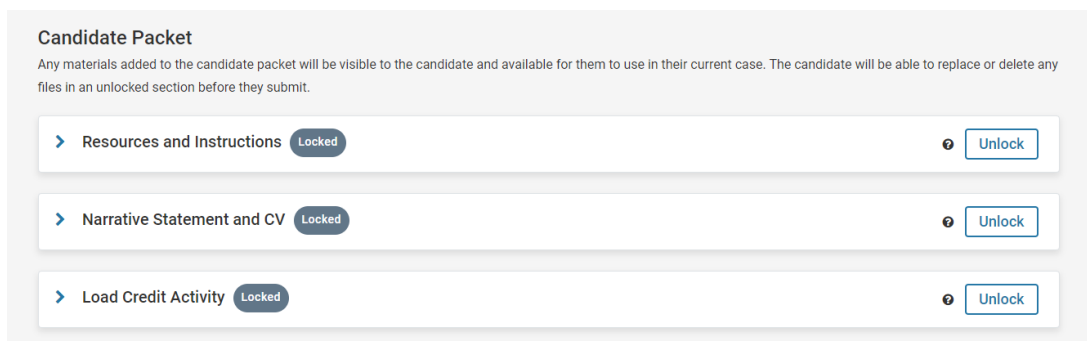 Candidate Packet
Any materials added to the candidate packet will be visible to the candidate and available for them to use in their current case. The candidate will be able to replace or delete any
files in an unlocked section before they submit.
Resources and Instructions Locked ? Unlock
Narrative Statement and CV Locked ? Unlock
Load Credit Activity Locked ? Unlock